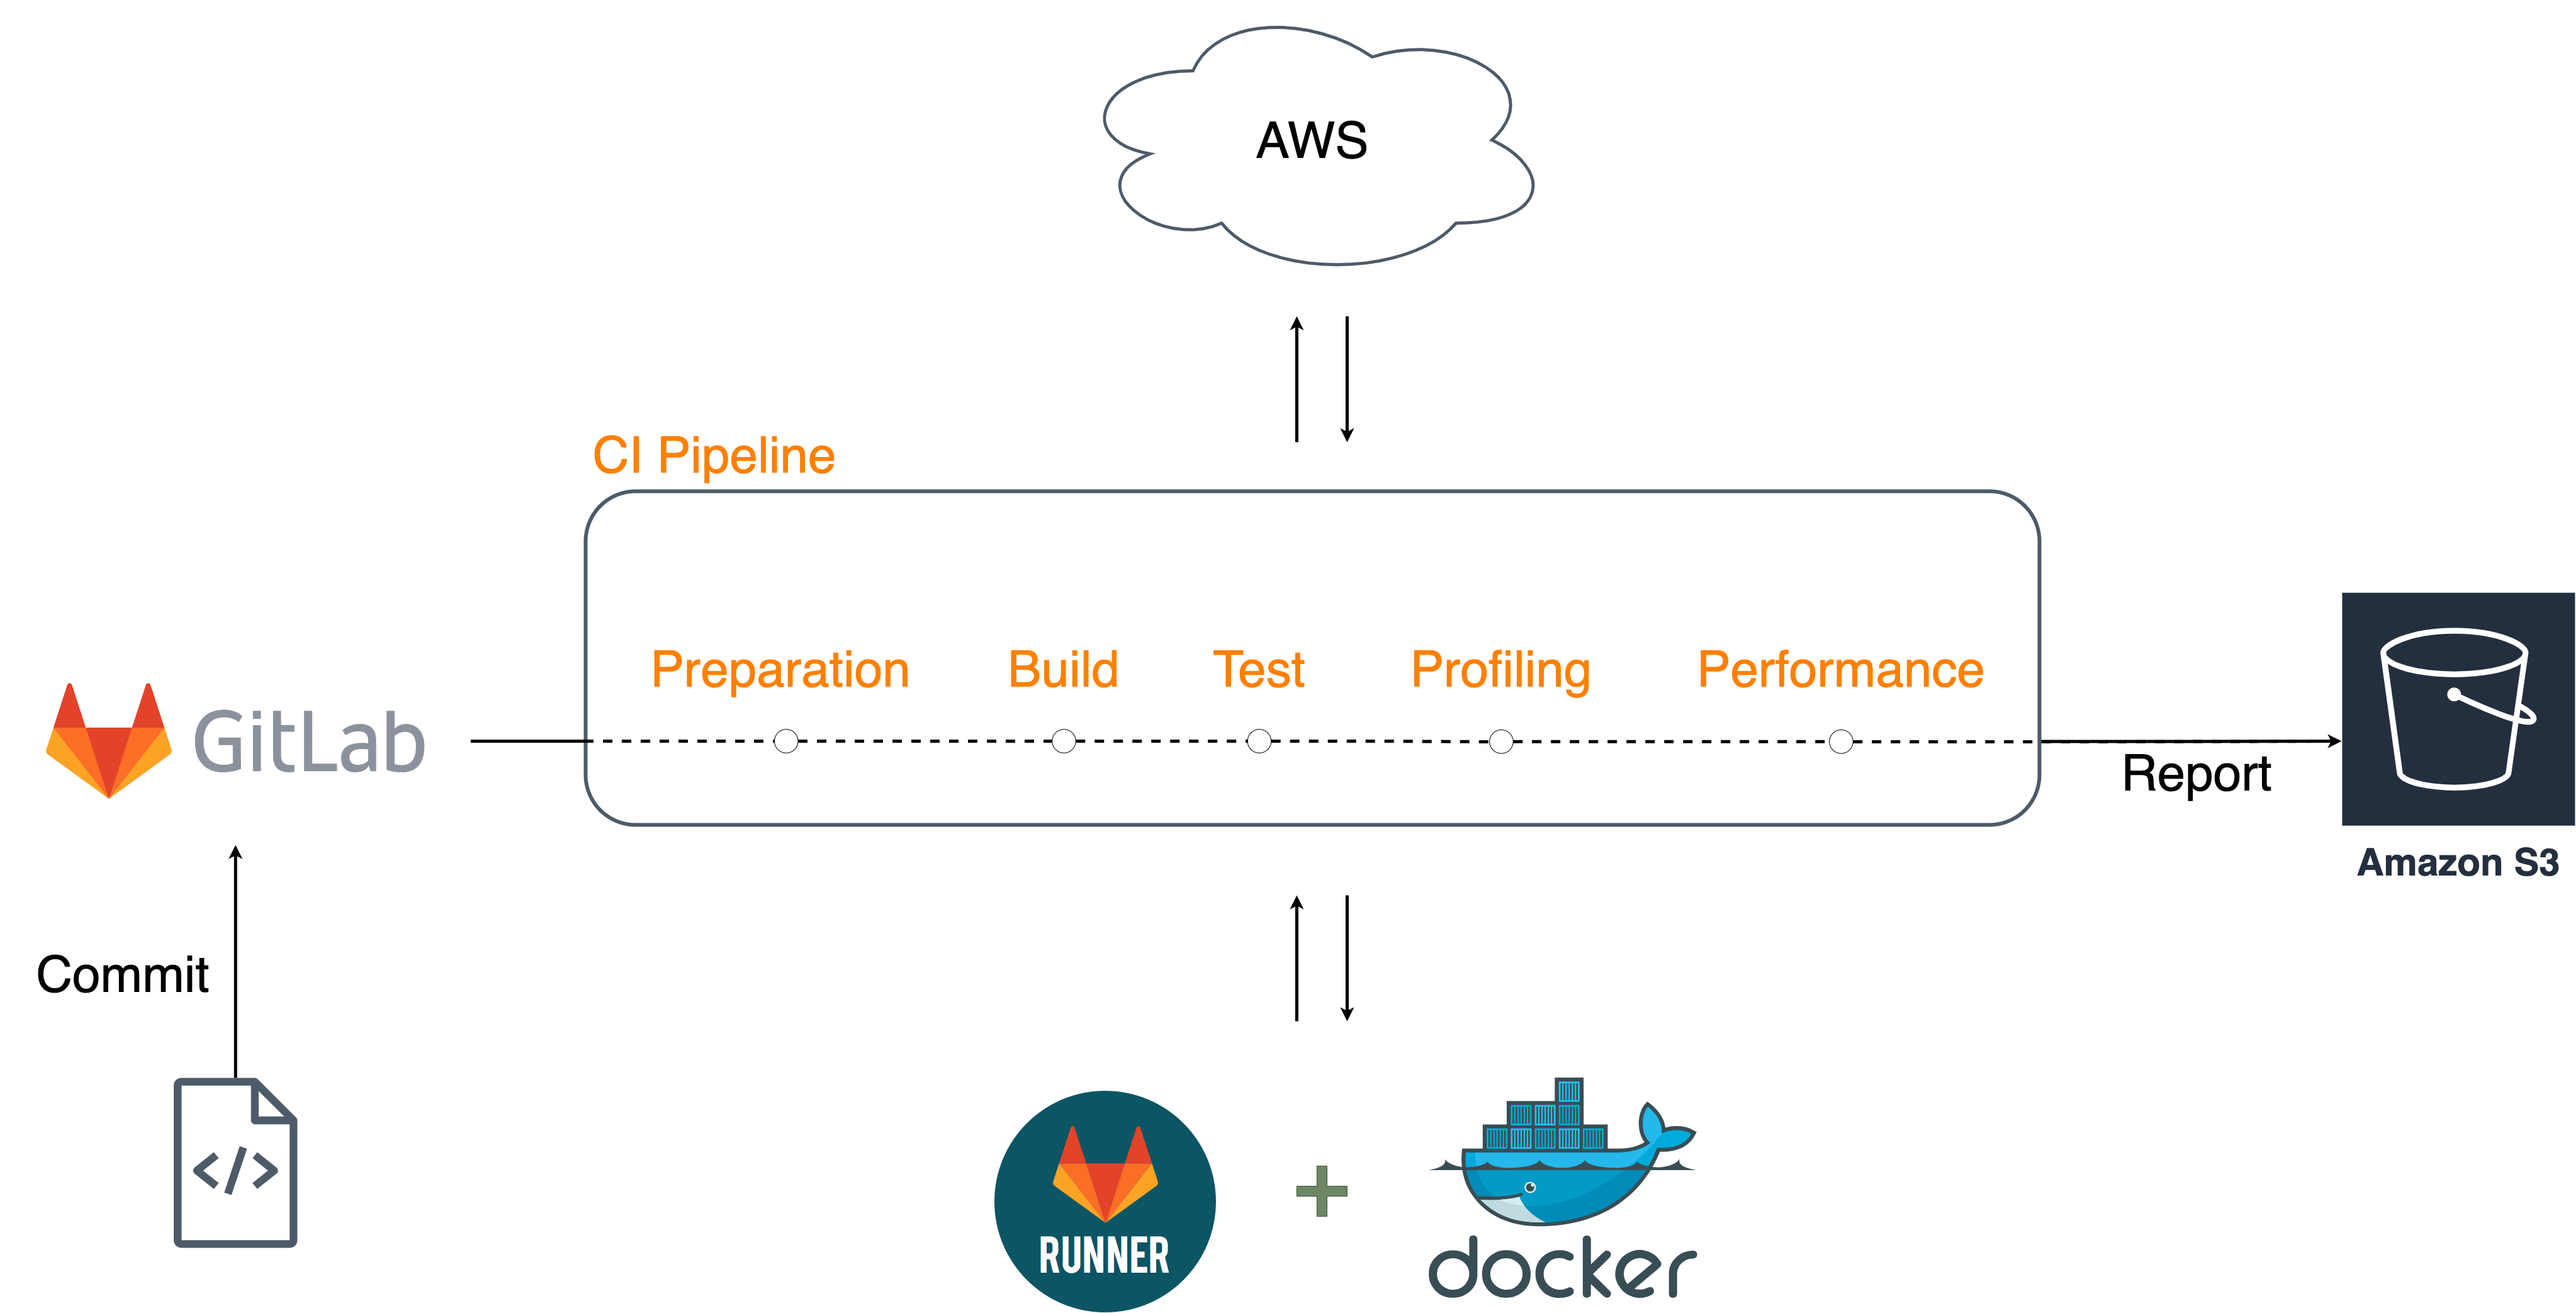 AWS
CI Pipeline
Preparation Build Test Profiling Performance
GitLab
Report
Amazon S3
Commit
</>
RUNNER
docker